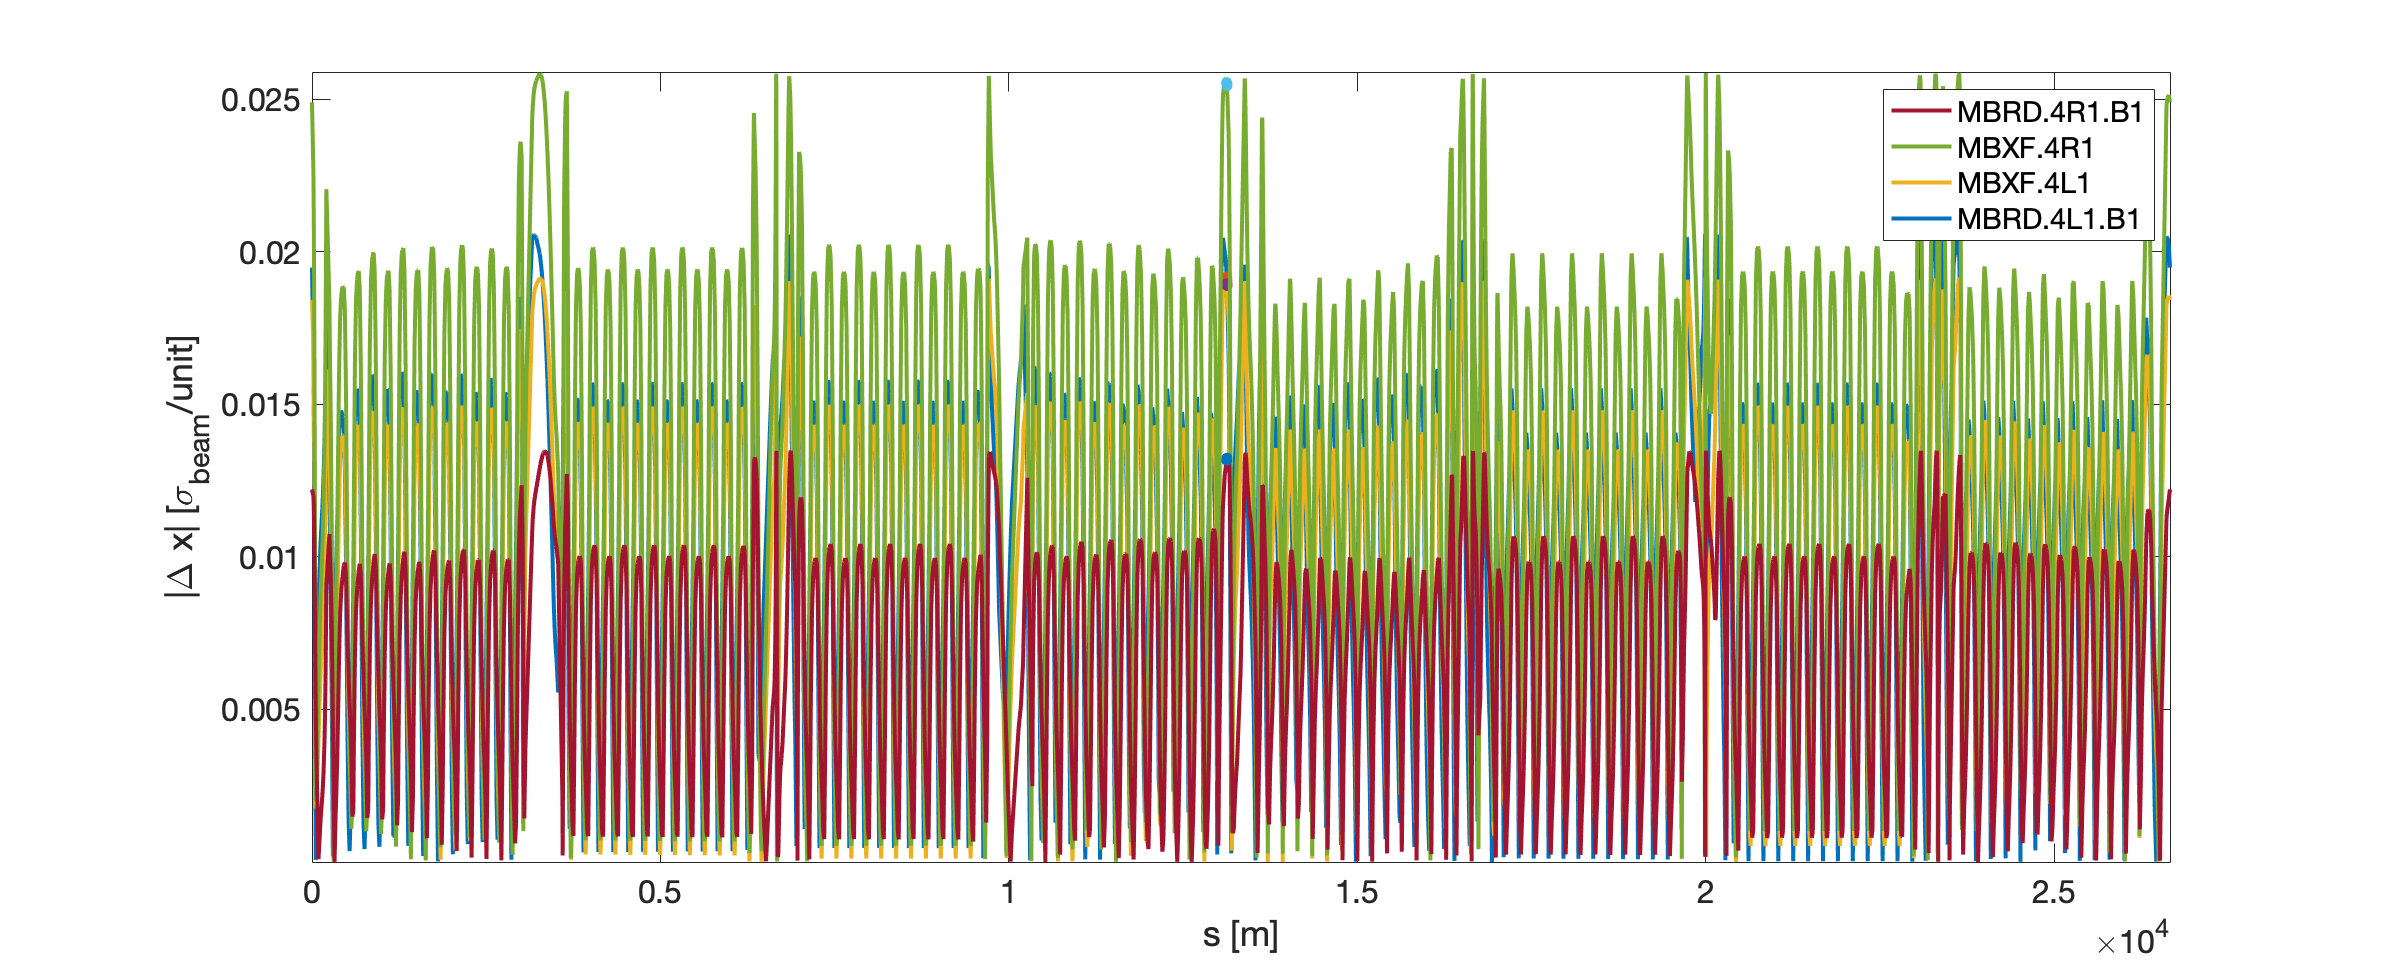 0.025
0.02
0.015
0.01
0.005
|Δ x| [σbeam/unit]
MBRD.4R1.B1
MBXF.4R1
MBXF.4L1
MBRD.4L1.B1
0 0.5 1 1.5 2 2.5
s [m]
×10⁴